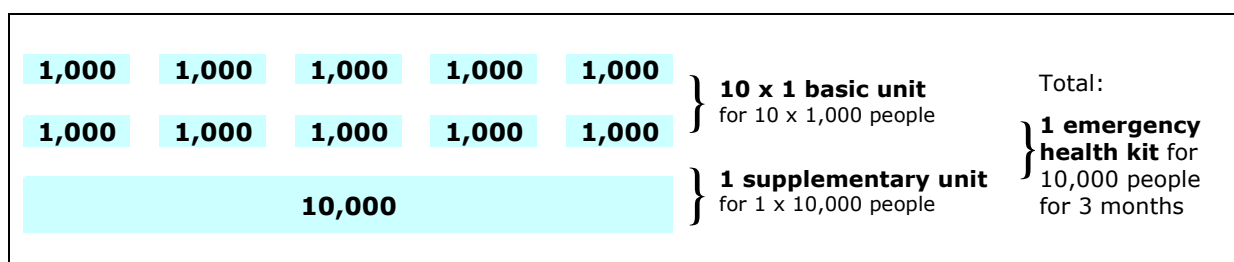 1,000 1,000 1,000 1,000 1,000
1,000 1,000 1,000 1,000 1,000
10,000
10 x 1 basic unit
for 10 x 1,000 people
1 supplementary unit
for 1 x 10,000 people
Total:
1 emergency
health kit for
10,000 people
for 3 months